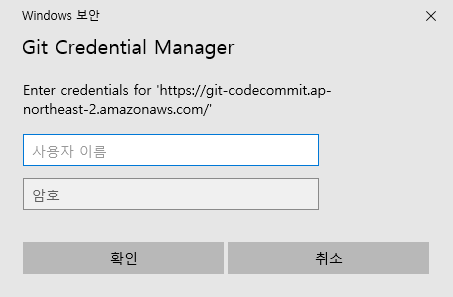 Windows 보안
Git Credential Manager
Enter credentials for 'https://git-codecommit.ap-
northeast-2.amazonaws.com/'
사용자 이름
암호
확인
취소